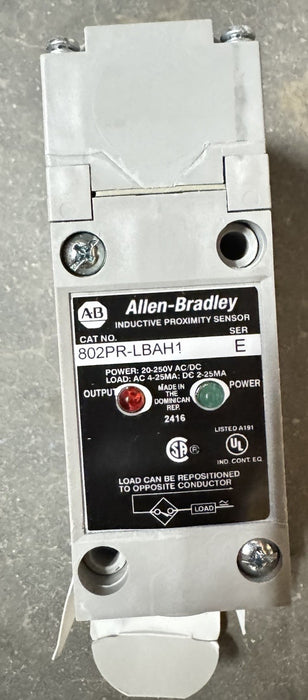 AB
Allen-Bradley
INDUCTIVE PROXIMITY SENSOR
CAT NO. SER
802PR-LBAH1 E
POWER: 20-250V AC/DC
LOAD: AC 4-25MA: DC 2-25MA
OUTPUT MADE IN THE DOMINICAN REP. POWER
2416
LISTED A191
SA ® UL
IND. CONT. EQ.
LOAD CAN BE REPOSITIONED
TO OPPOSITE CONDUCTOR
LOAD